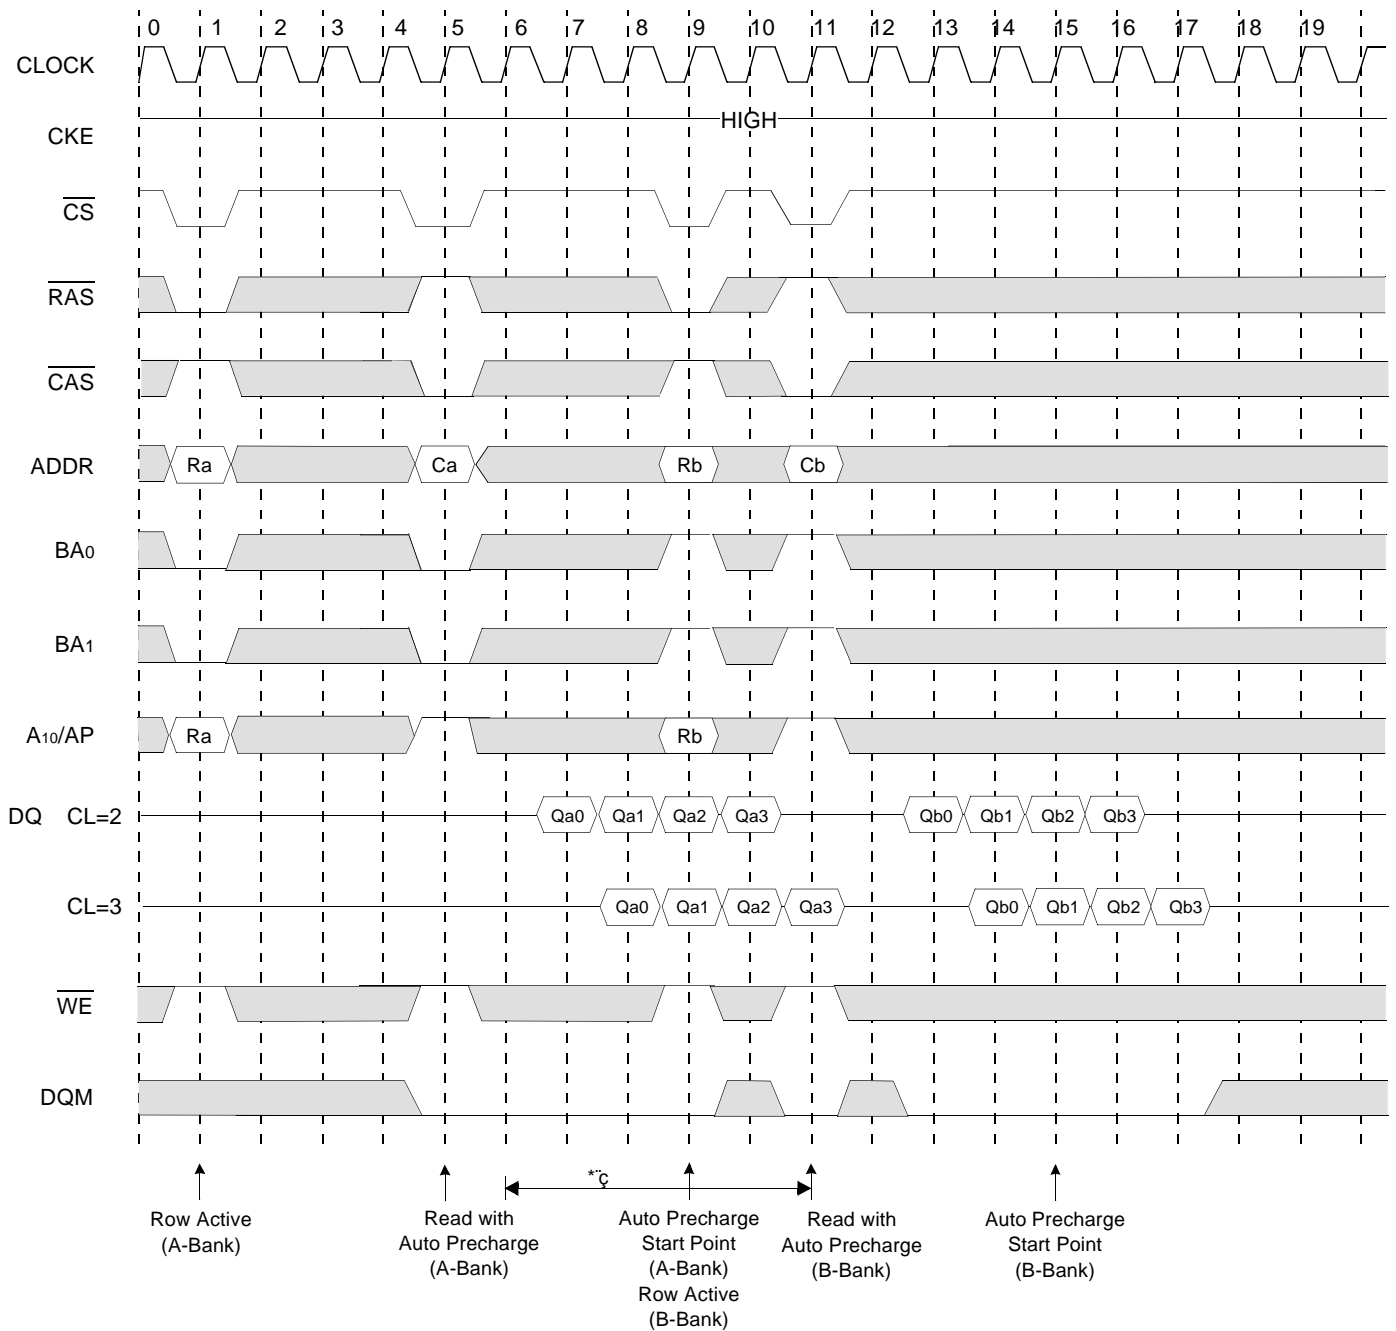 0 1 2 3 4 5 6 7 8 9 10 11 12 13 14 15 16 17 18 19
CLOCK
CKE HIGH
CS
RAS
CAS
ADDR Ra Ca Rb Cb
BA0
BA1
A10/AP Ra Rb
DQ CL=2 Qa0 Qa1 Qa2 Qa3 Qb0 Qb1 Qb2 Qb3
CL=3 Qa0 Qa1 Qa2 Qa3 Qb0 Qb1 Qb2 Qb3
WE
DQM
*¨ç
Row Active
(A-Bank)
Read with
Auto Precharge
(A-Bank)
Auto Precharge
Start Point
(A-Bank)
Row Active
(B-Bank)
Read with
Auto Precharge
(B-Bank)
Auto Precharge
Start Point
(B-Bank)